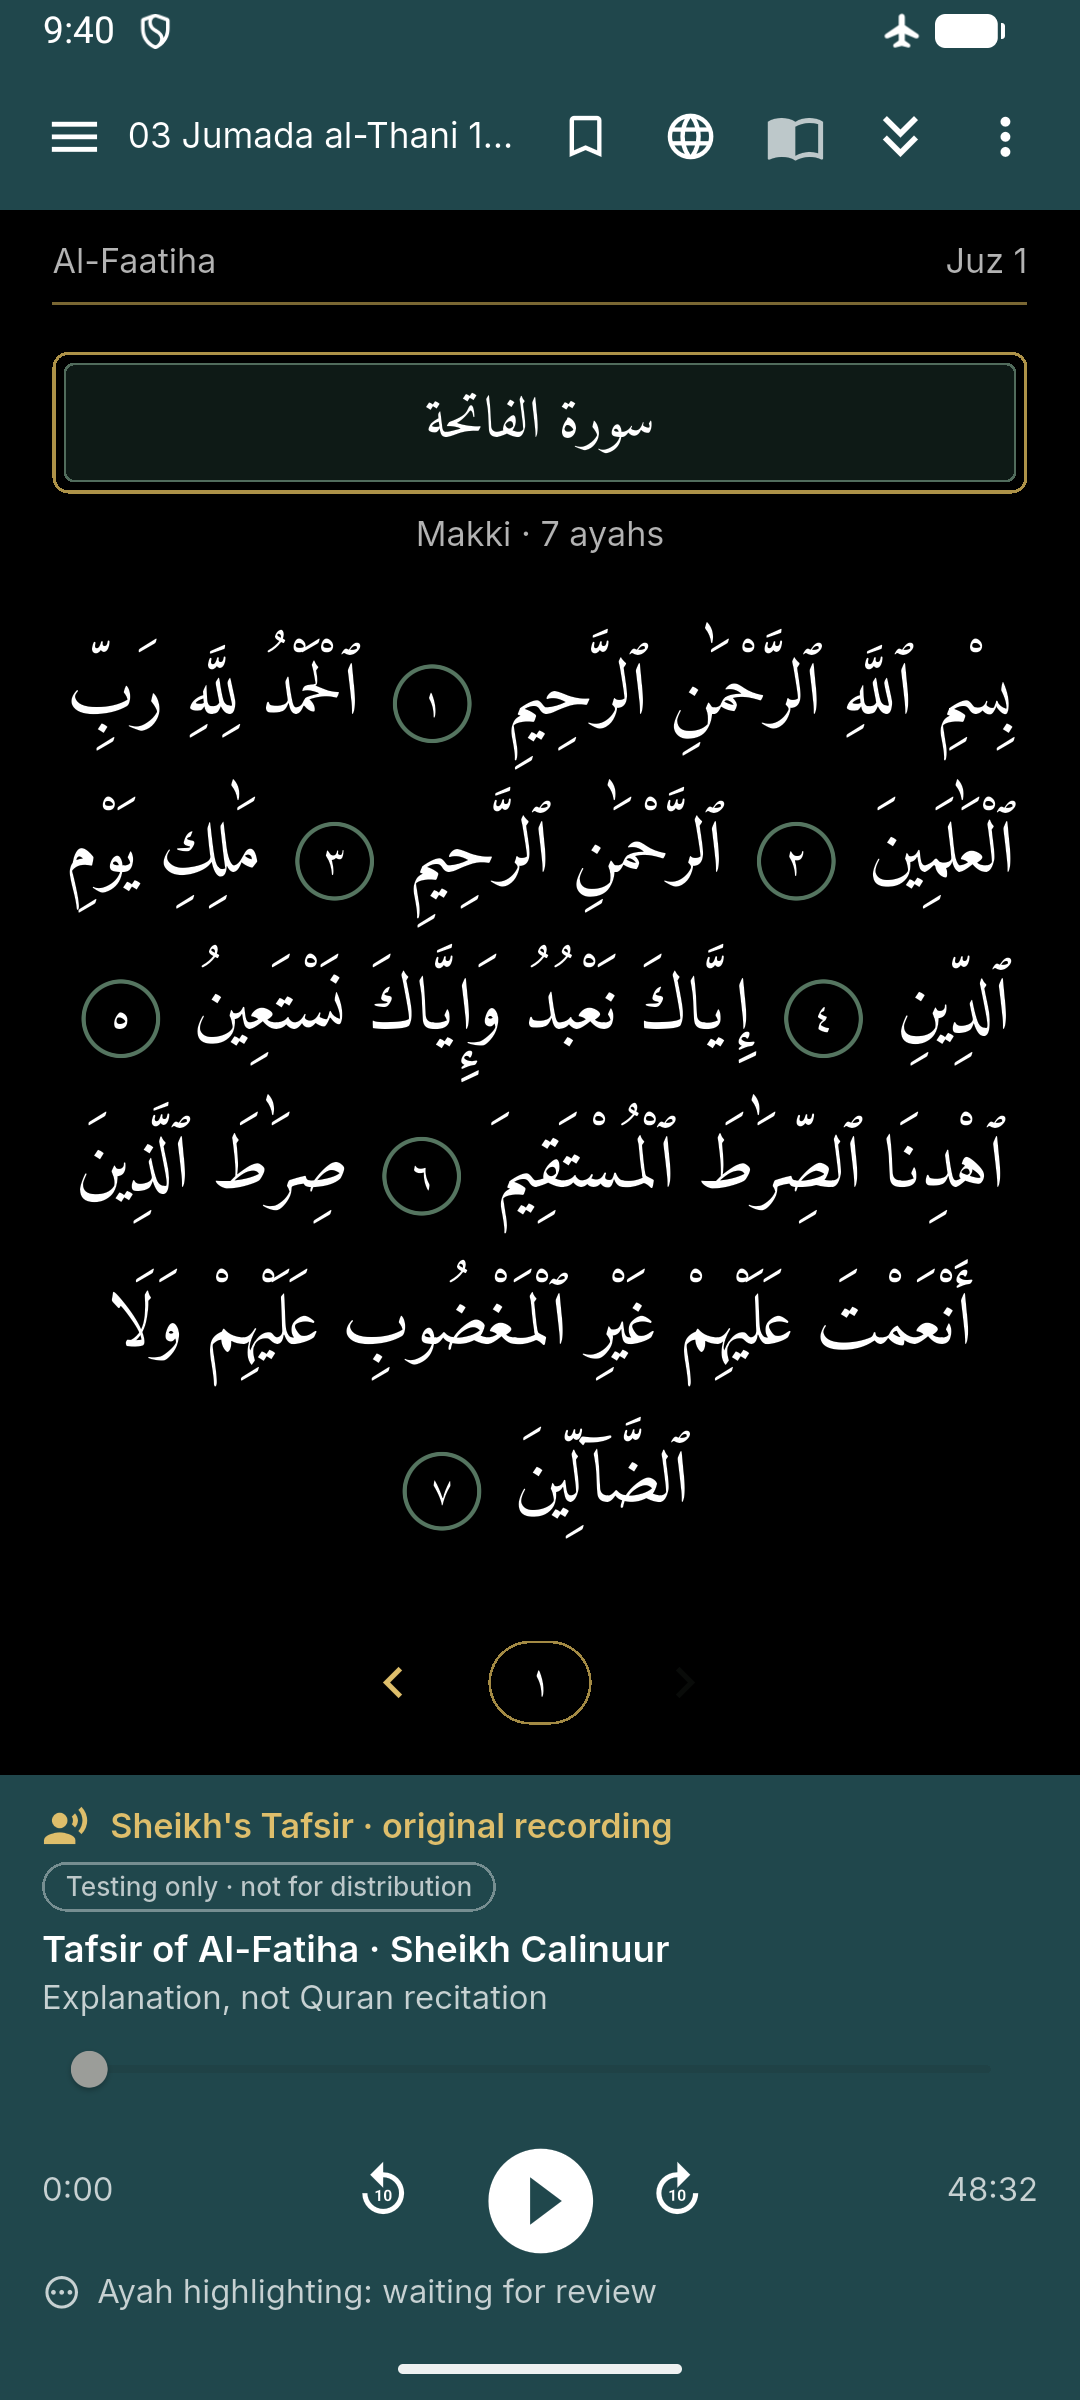 9:40
03 Jumada al-Thani 1...
Al-Faatiha
Juz 1
سورة الفاتحة
Makki · 7 ayahs
بِسْمِ ٱللَّهِ ٱلرَّحْمَٰنِ ٱلرَّحِيمِ ١ ٱلْحَمْدُ لِلَّهِ رَبِّ
ٱلْعَٰلَمِينَ ٢ ٱلرَّحْمَٰنِ ٱلرَّحِيمِ ٣ مَٰلِكِ يَوْمِ
ٱلدِّينِ ٤ إِيَّاكَ نَعْبُدُ وَإِيَّاكَ نَسْتَعِينُ ٥
ٱهْدِنَا ٱلصِّرَٰطَ ٱلْمُسْتَقِيمَ ٦ صِرَٰطَ ٱلَّذِينَ
أَنْعَمْتَ عَلَيْهِمْ غَيْرِ ٱلْمَغْضُوبِ عَلَيْهِمْ وَلَا
ٱلضَّآلِّينَ ٧
١
Sheikh's Tafsir · original recording
Testing only · not for distribution
Tafsir of Al-Fatiha · Sheikh Calinuur
Explanation, not Quran recitation
0:00
10
10
48:32
Ayah highlighting: waiting for review